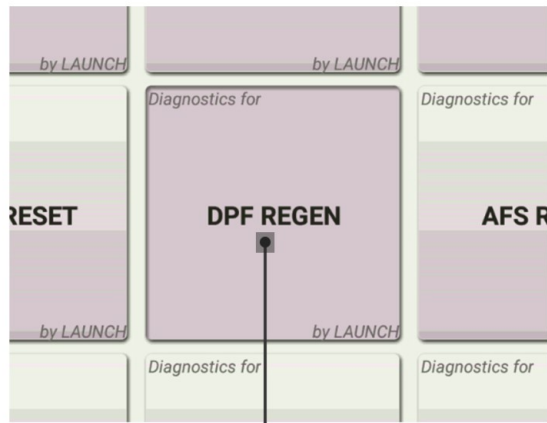 by LAUNCH by LAUNCH
Diagnostics for Diagnostics for
RESET DPF REGEN AFS R
by LAUNCH by LAUNCH
Diagnostics for Diagnostics for